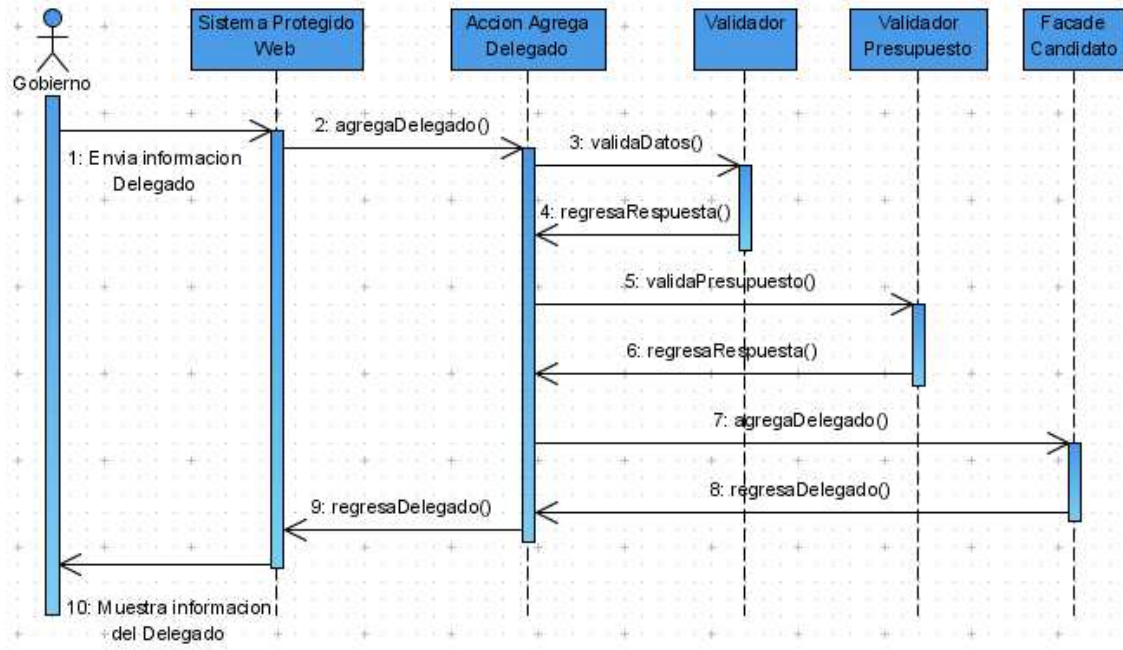 Sistema Protegido
Web
Accion Agrega
Delegado
Validador
Validador
Presupuesto
Facade
Candidato
Gobierno
2: agregaDelegado()
3: validaDatos()
1: Envia informacion
Delegado
4: regresaRespuesta()
5: validaPresupuesto()
6: regresaRespuesta()
7: agregaDelegado()
8: regresaDelegado()
9: regresaDelegado()
10: Muestra informacion
del Delegado